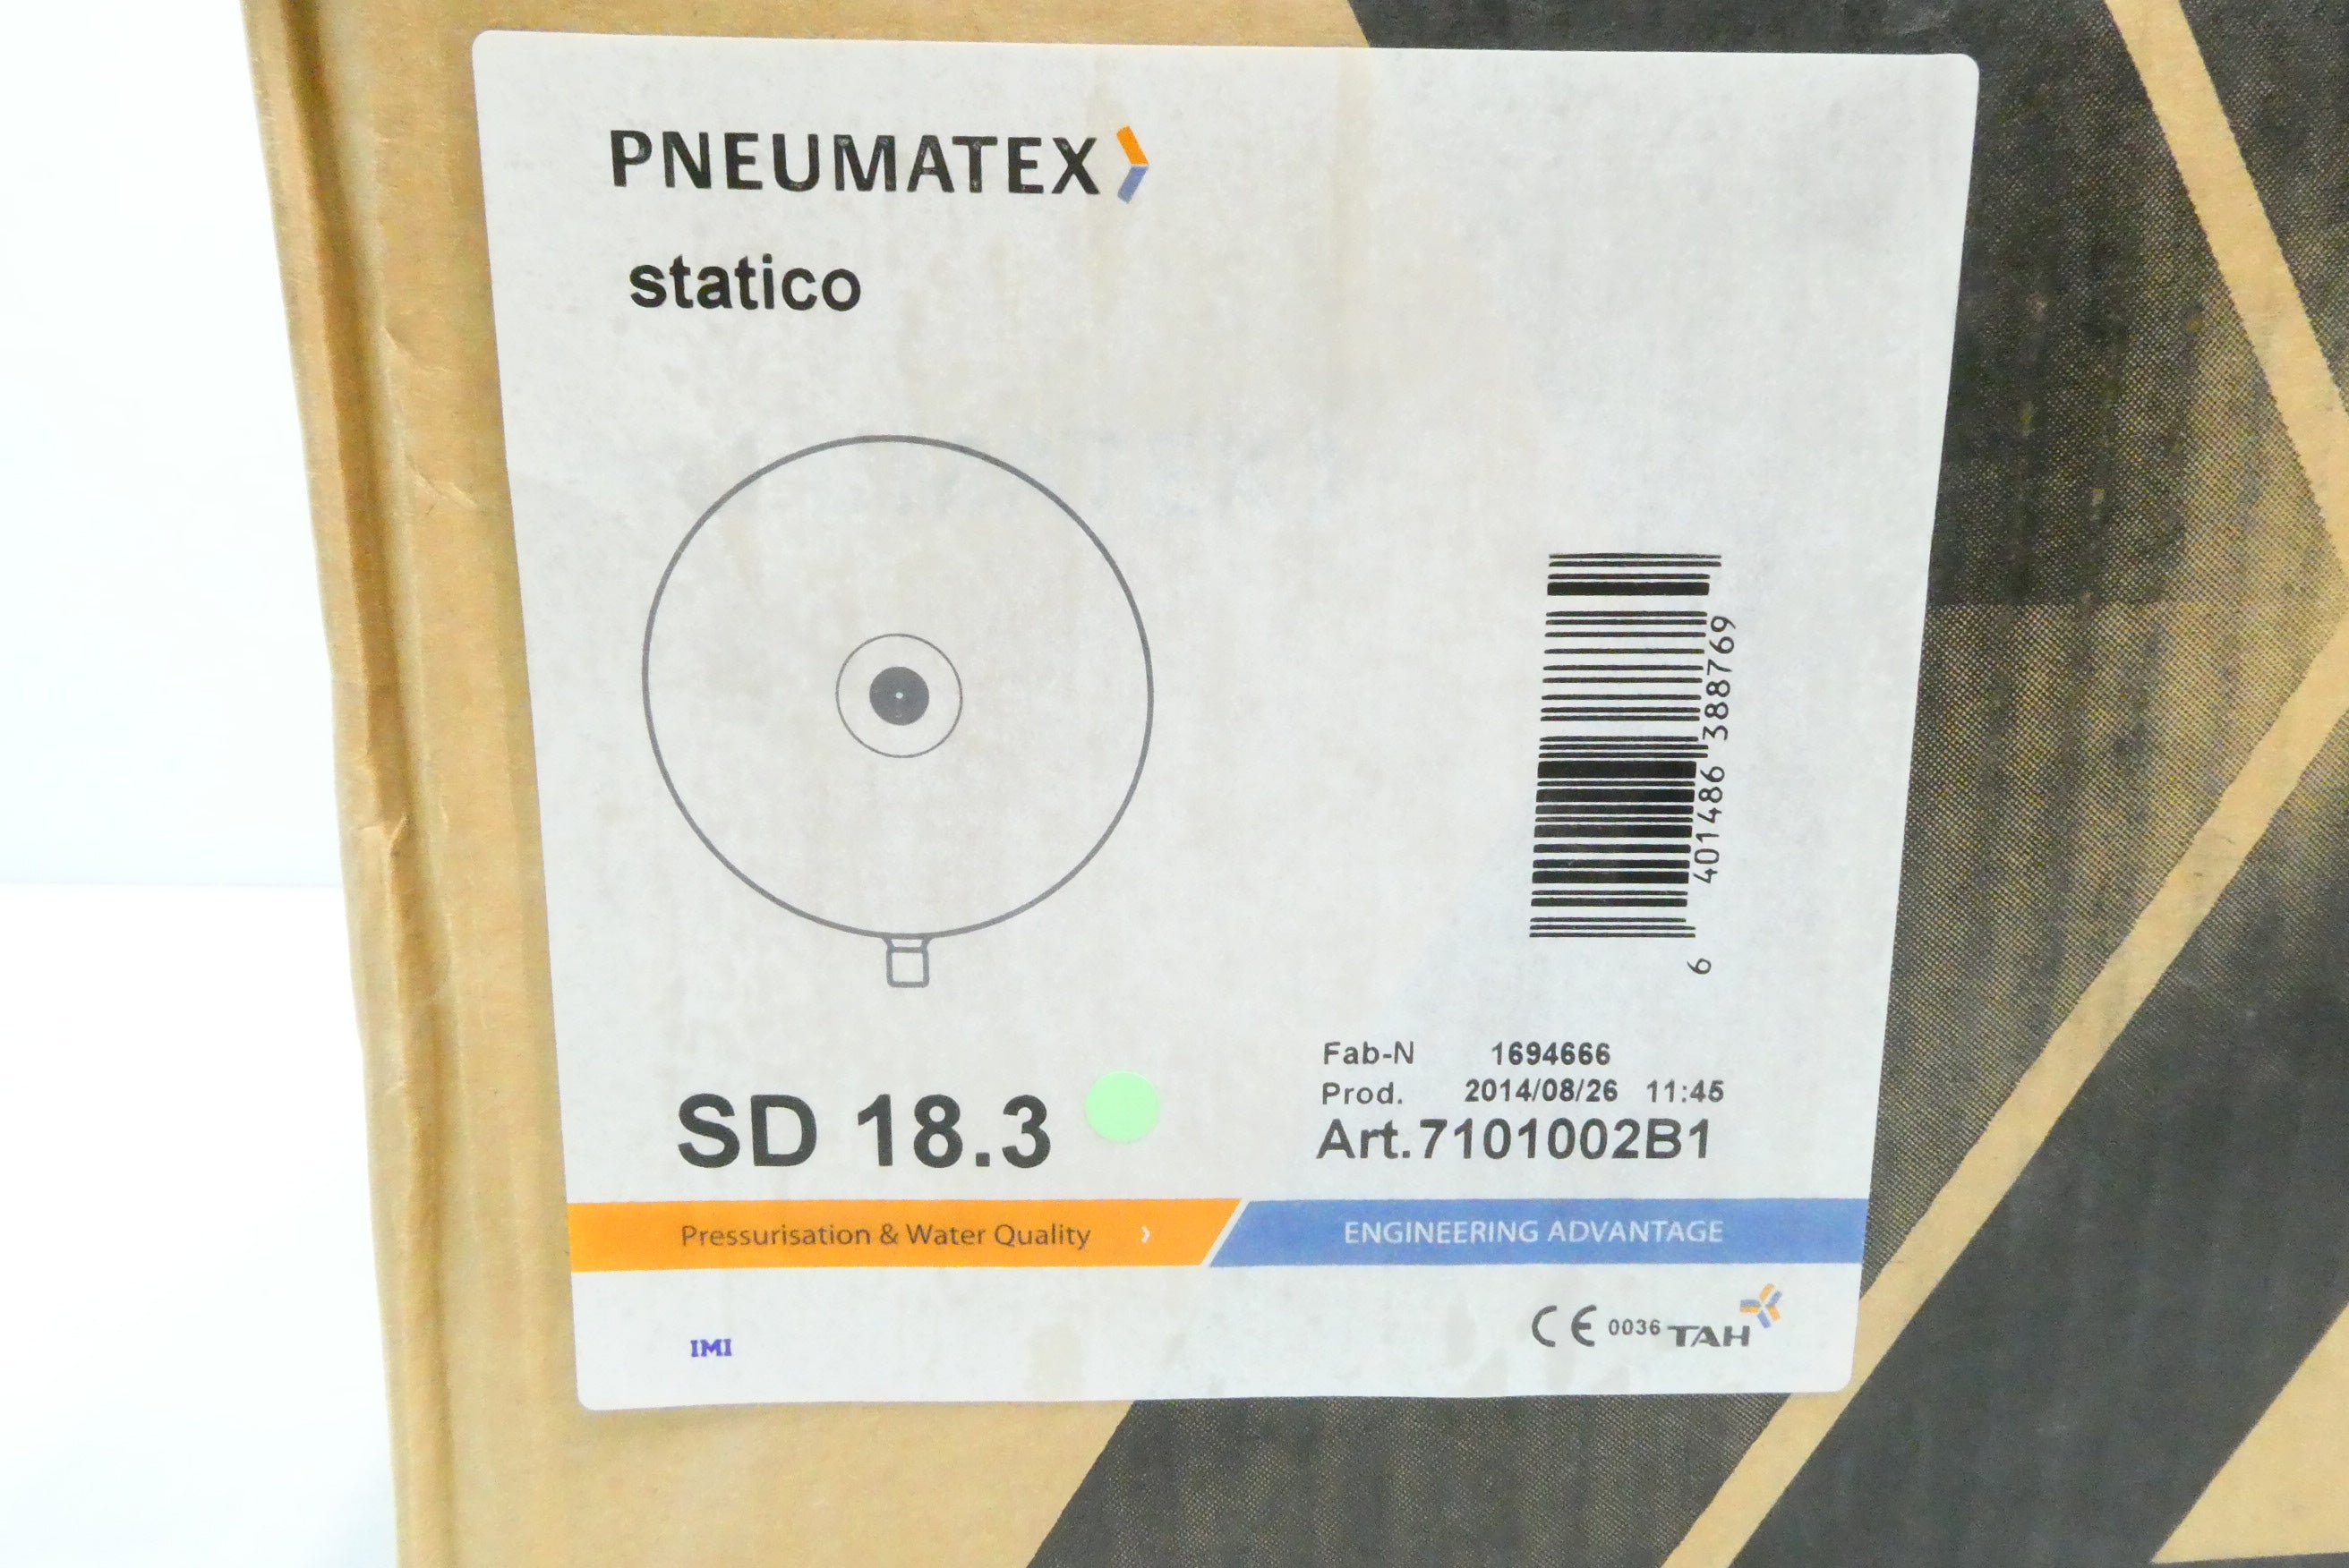 PNEUMATEX
statico
6 401486 388769
Fab-N 1694666
Prod. 2014/08/26 11:45
SD 18.3
Art.7101002B1
Pressurisation & Water Quality ›
ENGINEERING ADVANTAGE
IMI
CE 0036 TAH